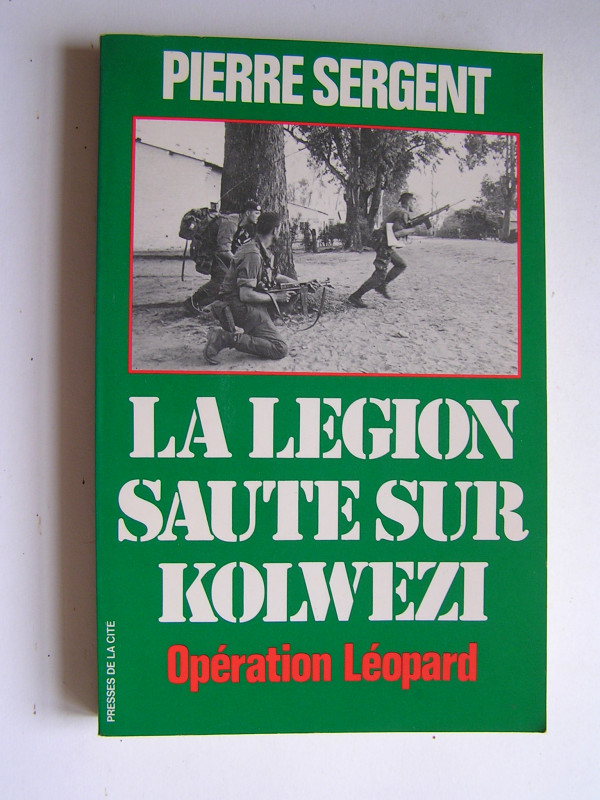 PIERRE SERGENT
LA LEGION
SAUTE SUR
KOLWEZI
Opération Léopard
PRESSES DE LA CITE